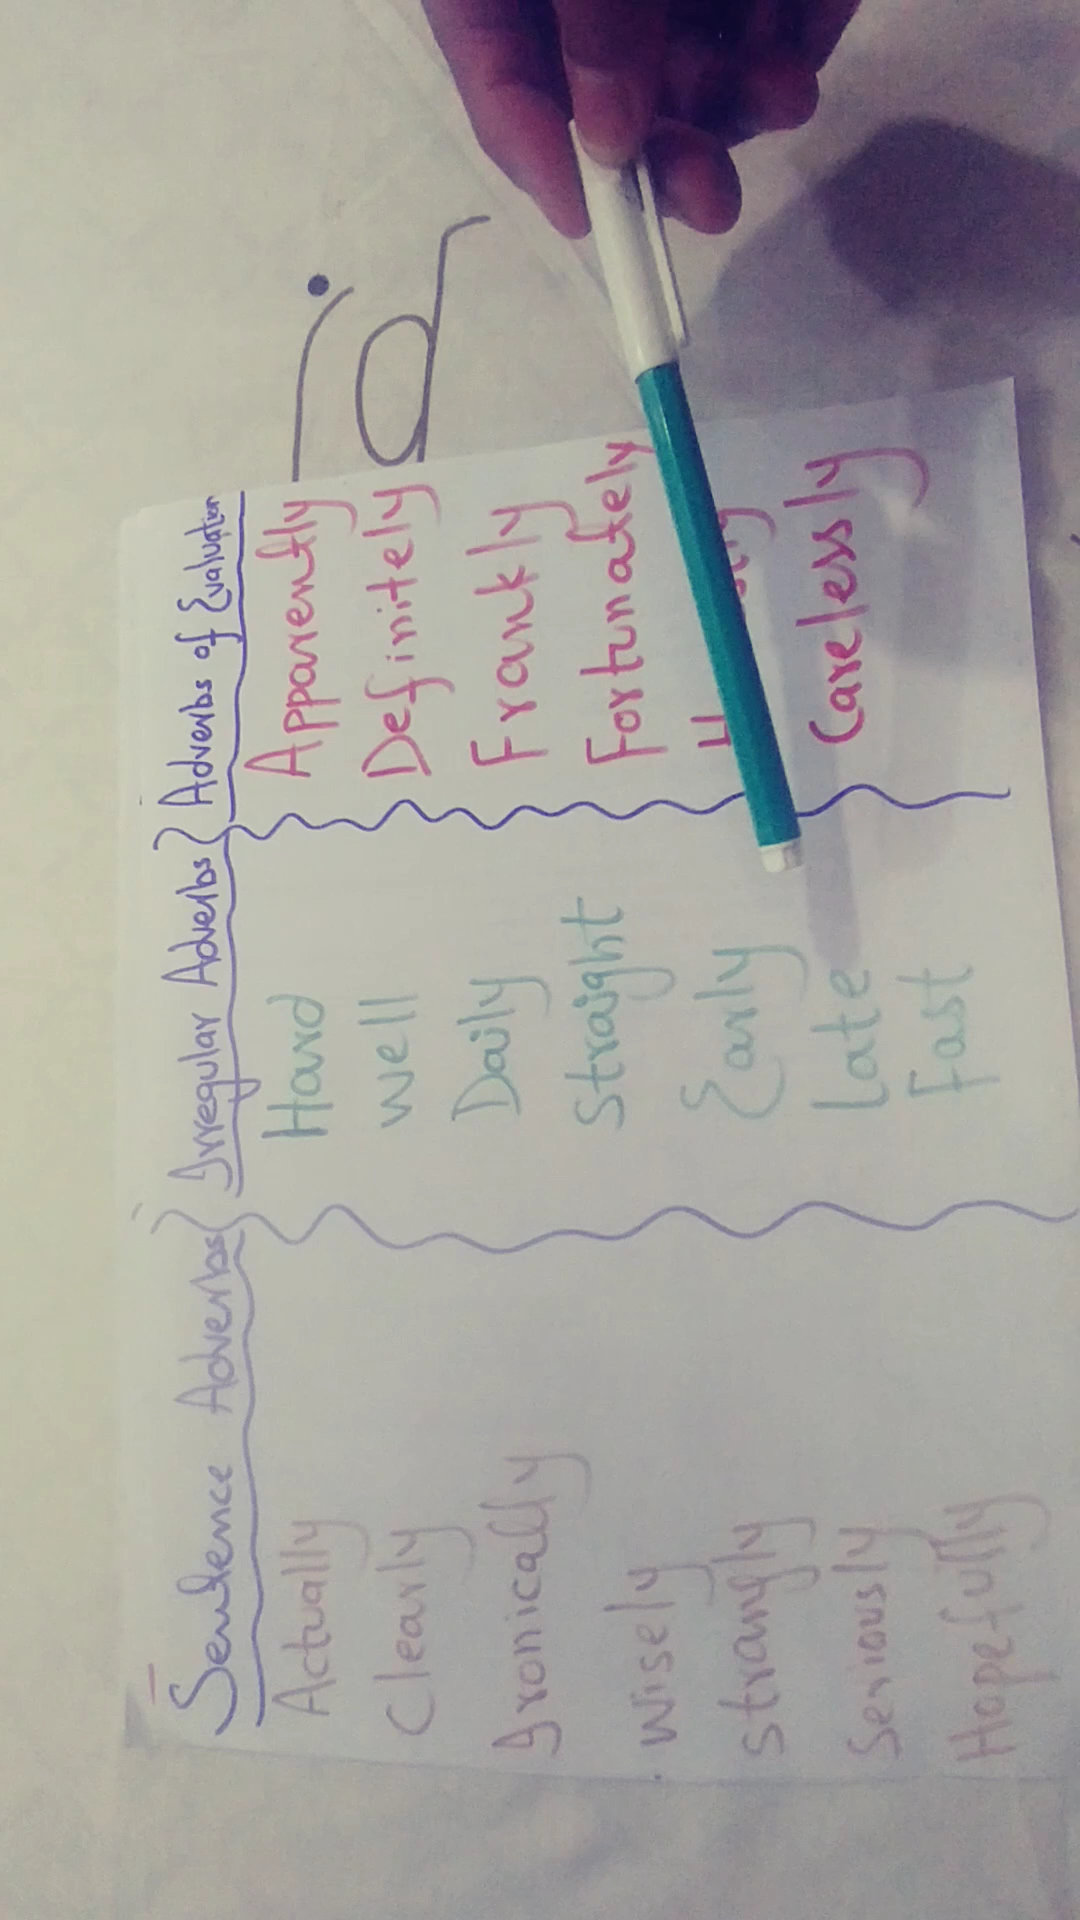 Sentence Adverbs
Actually
Clearly
Ironically
Wisely
Strangly
Seriously
Hopefully
Irregular Adverbs
Hard
Well
Daily
Straight
Early
Late
Fast
Adverbs of Evaluation
Apparently
Definitely
Frankly
Fortunately
Carelessly